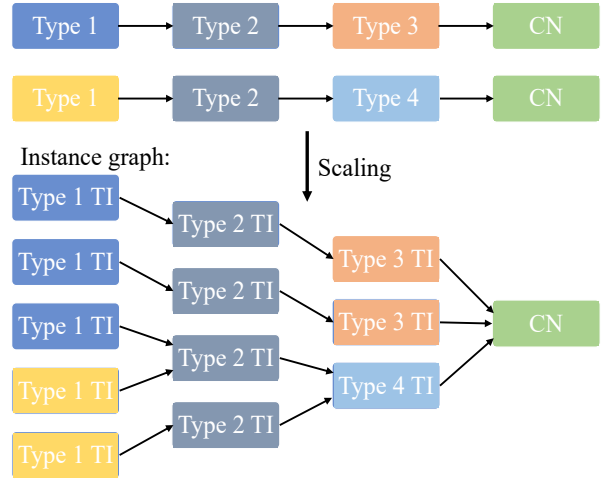 Type 1 Type 2 Type 3 CN
Type 1 Type 2 Type 4 CN
Scaling
Instance graph:
Type 1 TI
Type 1 TI
Type 1 TI
Type 1 TI
Type 1 TI
Type 2 TI
Type 2 TI
Type 2 TI
Type 2 TI
Type 3 TI
Type 3 TI
Type 4 TI
CN